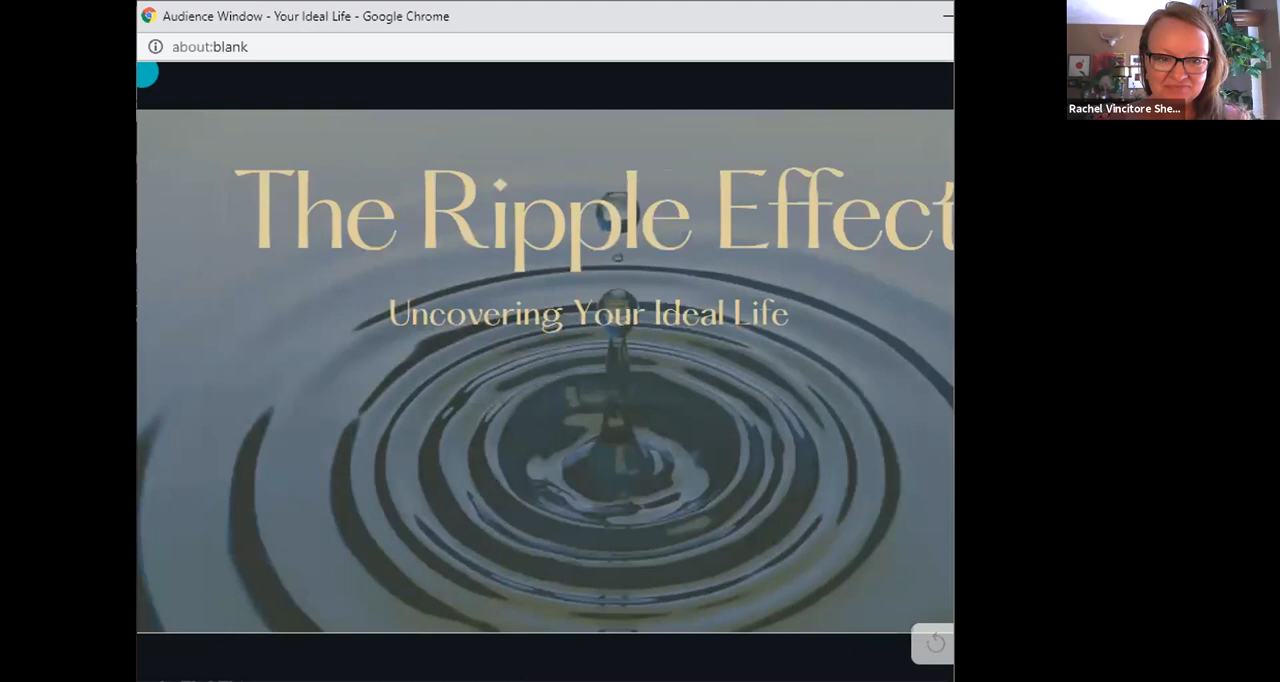 Audience Window - Your Ideal Life - Google Chrome
about:blank
Rachel Vincitore She...
The Ripple Effect
Uncovering Your Ideal Life